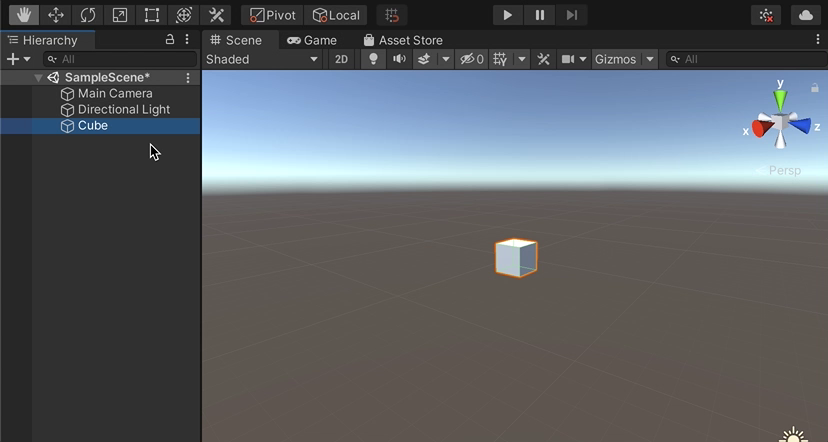 Pivot Local
Hierarchy
Scene Game Asset Store
All
Shaded 2D 0 Gizmos All
SampleScene*
Main Camera
Directional Light
Cube
y
x z
Persp